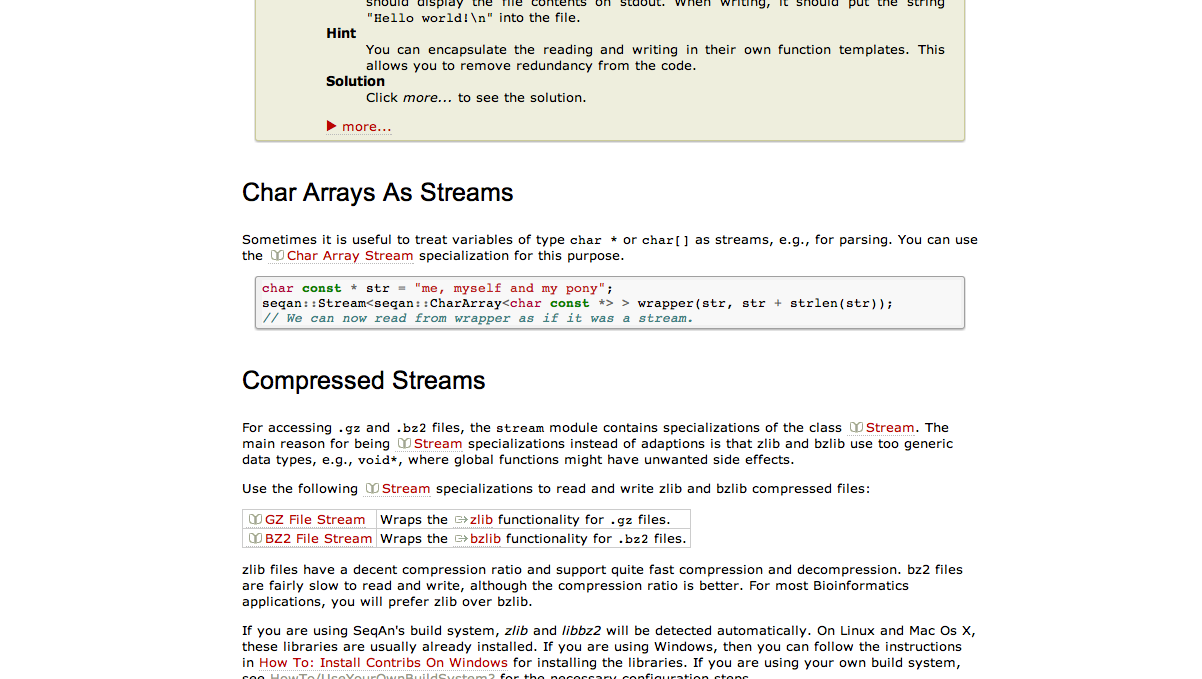 should display the file contents on stdout. When writing, it should put the string
"Hello world!\n" into the file.
Hint
You can encapsulate the reading and writing in their own function templates. This
allows you to remove redundancy from the code.
Solution
Click more... to see the solution.
more...
Char Arrays As Streams
Sometimes it is useful to treat variables of type char * or char[] as streams, e.g., for parsing. You can use
the Char Array Stream specialization for this purpose.
char const * str = "me, myself and my pony";
seqan::Stream<seqan::CharArray<char const *> > wrapper(str, str + strlen(str));
// We can now read from wrapper as if it was a stream.
Compressed Streams
For accessing .gz and .bz2 files, the stream module contains specializations of the class Stream. The
main reason for being Stream specializations instead of adaptions is that zlib and bzlib use too generic
data types, e.g., void*, where global functions might have unwanted side effects.
Use the following Stream specializations to read and write zlib and bzlib compressed files:
GZ File Stream Wraps the zlib functionality for .gz files.
BZ2 File Stream Wraps the bzlib functionality for .bz2 files.
zlib files have a decent compression ratio and support quite fast compression and decompression. bz2 files
are fairly slow to read and write, although the compression ratio is better. For most Bioinformatics
applications, you will prefer zlib over bzlib.
If you are using SeqAn's build system, zlib and libbz2 will be detected automatically. On Linux and Mac Os X,
these libraries are usually already installed. If you are using Windows, then you can follow the instructions
in How To: Install Contribs On Windows for installing the libraries. If you are using your own build system,
see HowTo/UseYourOwnBuildSystem? for the necessary configuration steps.